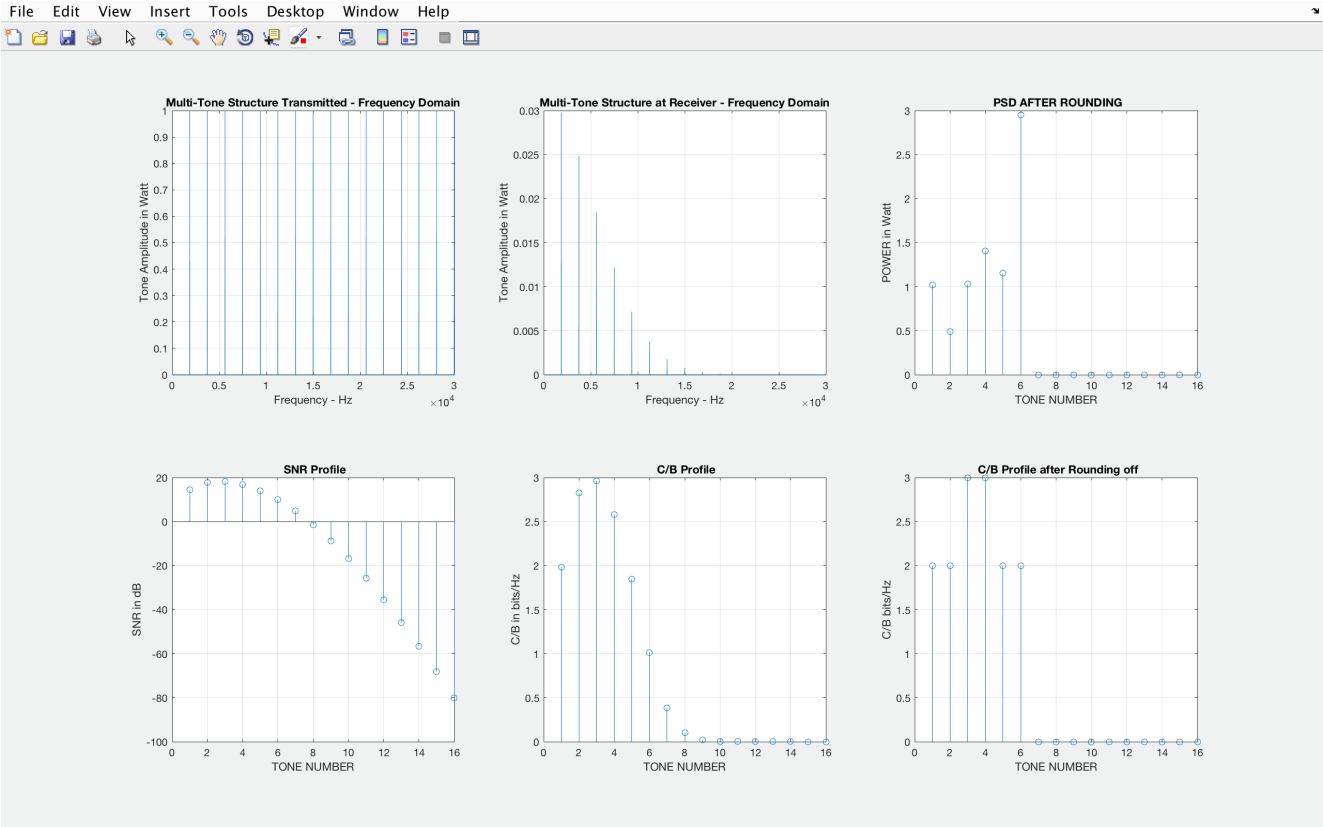 File Edit View Insert Tools Desktop Window Help
Multi-Tone Structure Transmitted - Frequency Domain
1
0.9
0.8
0.7
0.6
0.5
0.4
0.3
0.2
0.1
0
Tone Amplitude in Watt
0 0.5 1 1.5 2 2.5 3
Frequency - Hz
×10^4
Multi-Tone Structure at Receiver - Frequency Domain
0.03
0.025
0.02
0.015
0.01
0.005
0
Tone Amplitude in Watt
0 0.5 1 1.5 2 2.5 3
Frequency - Hz
×10^4
PSD AFTER ROUNDING
3
2.5
2
1.5
1
0.5
0
POWER in Watt
0 2 4 6 8 10 12 14 16
TONE NUMBER
SNR Profile
20
0
-20
-40
-60
-80
-100
SNR in dB
0 2 4 6 8 10 12 14 16
TONE NUMBER
C/B Profile
3
2.5
2
1.5
1
0.5
0
C/B in bits/Hz
0 2 4 6 8 10 12 14 16
TONE NUMBER
C/B Profile after Rounding off
3
2.5
2
1.5
1
0.5
0
C/B bits/Hz
0 2 4 6 8 10 12 14 16
TONE NUMBER